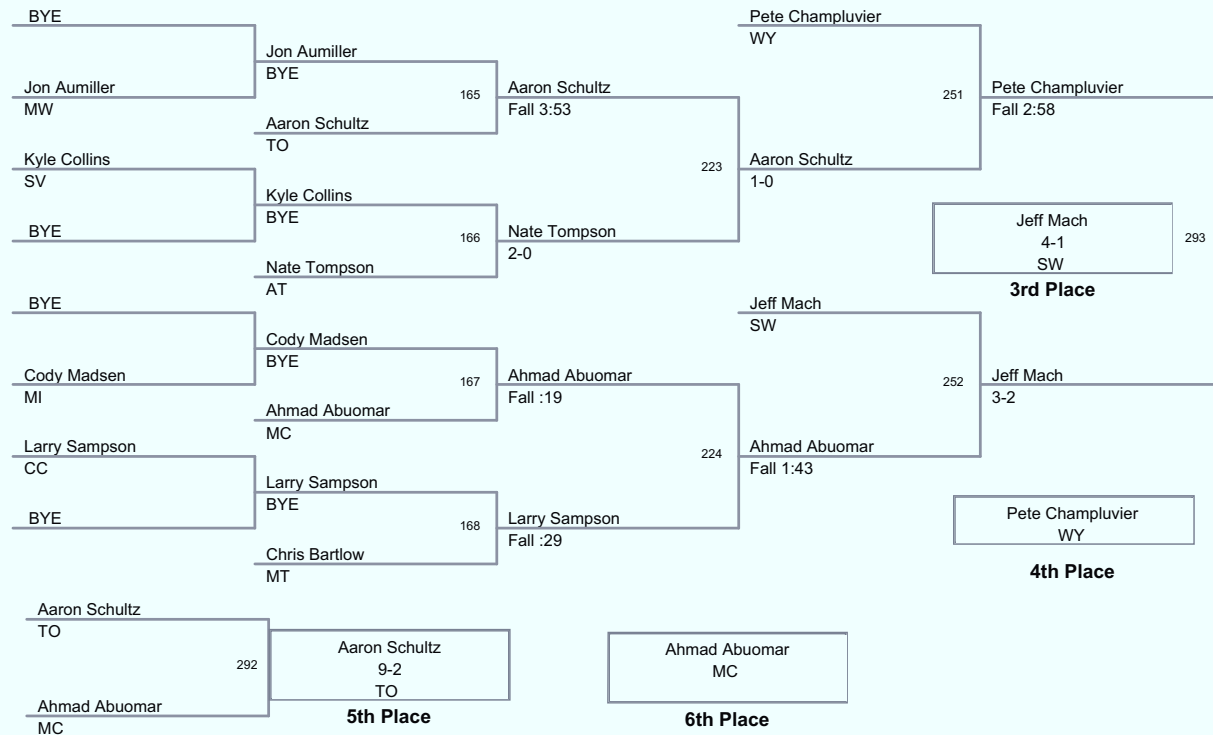 BYE
Pete Champluvier
WY
Jon Aumiller
BYE
Jon Aumiller
MW
165
Aaron Schultz
Fall 3:53
251
Pete Champluvier
Fall 2:58
Aaron Schultz
TO
Kyle Collins
SV
223
Aaron Schultz
1-0
Kyle Collins
BYE
BYE
166
Nate Tompson
2-0
Jeff Mach
4-1
SW
293
3rd Place
Nate Tompson
AT
BYE
Jeff Mach
SW
Cody Madsen
BYE
Cody Madsen
MI
167
Ahmad Abuomar
Fall :19
252
Jeff Mach
3-2
Ahmad Abuomar
MC
Larry Sampson
CC
224
Ahmad Abuomar
Fall 1:43
Larry Sampson
BYE
BYE
168
Larry Sampson
Fall :29
Pete Champluvier
WY
4th Place
Chris Bartlow
MT
Aaron Schultz
TO
292
Aaron Schultz
9-2
TO
5th Place
Ahmad Abuomar
MC
6th Place
Ahmad Abuomar
MC